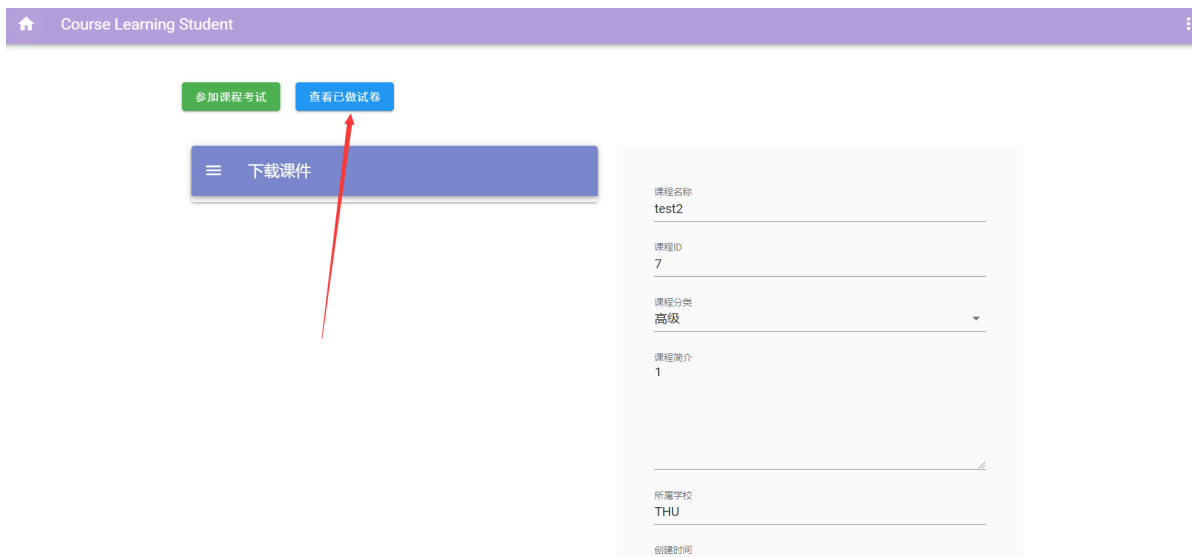 Course Learning Student
参加课程考试
查看已做试卷
下载课件
课程名称
test2
课程ID
7
课程分类
高级
课程简介
1
所属学校
THU
创建时间